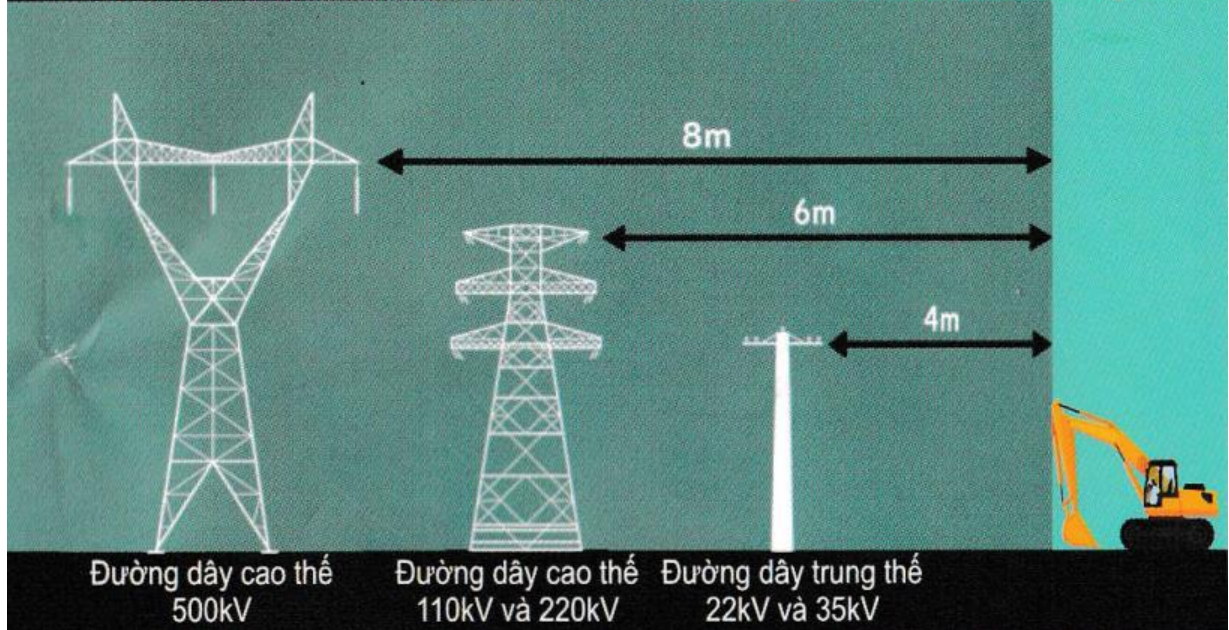 8m
6m
4m
Đường dây cao thế
500kV
Đường dây cao thế
110kV và 220kV
Đường dây trung thế
22kV và 35kV